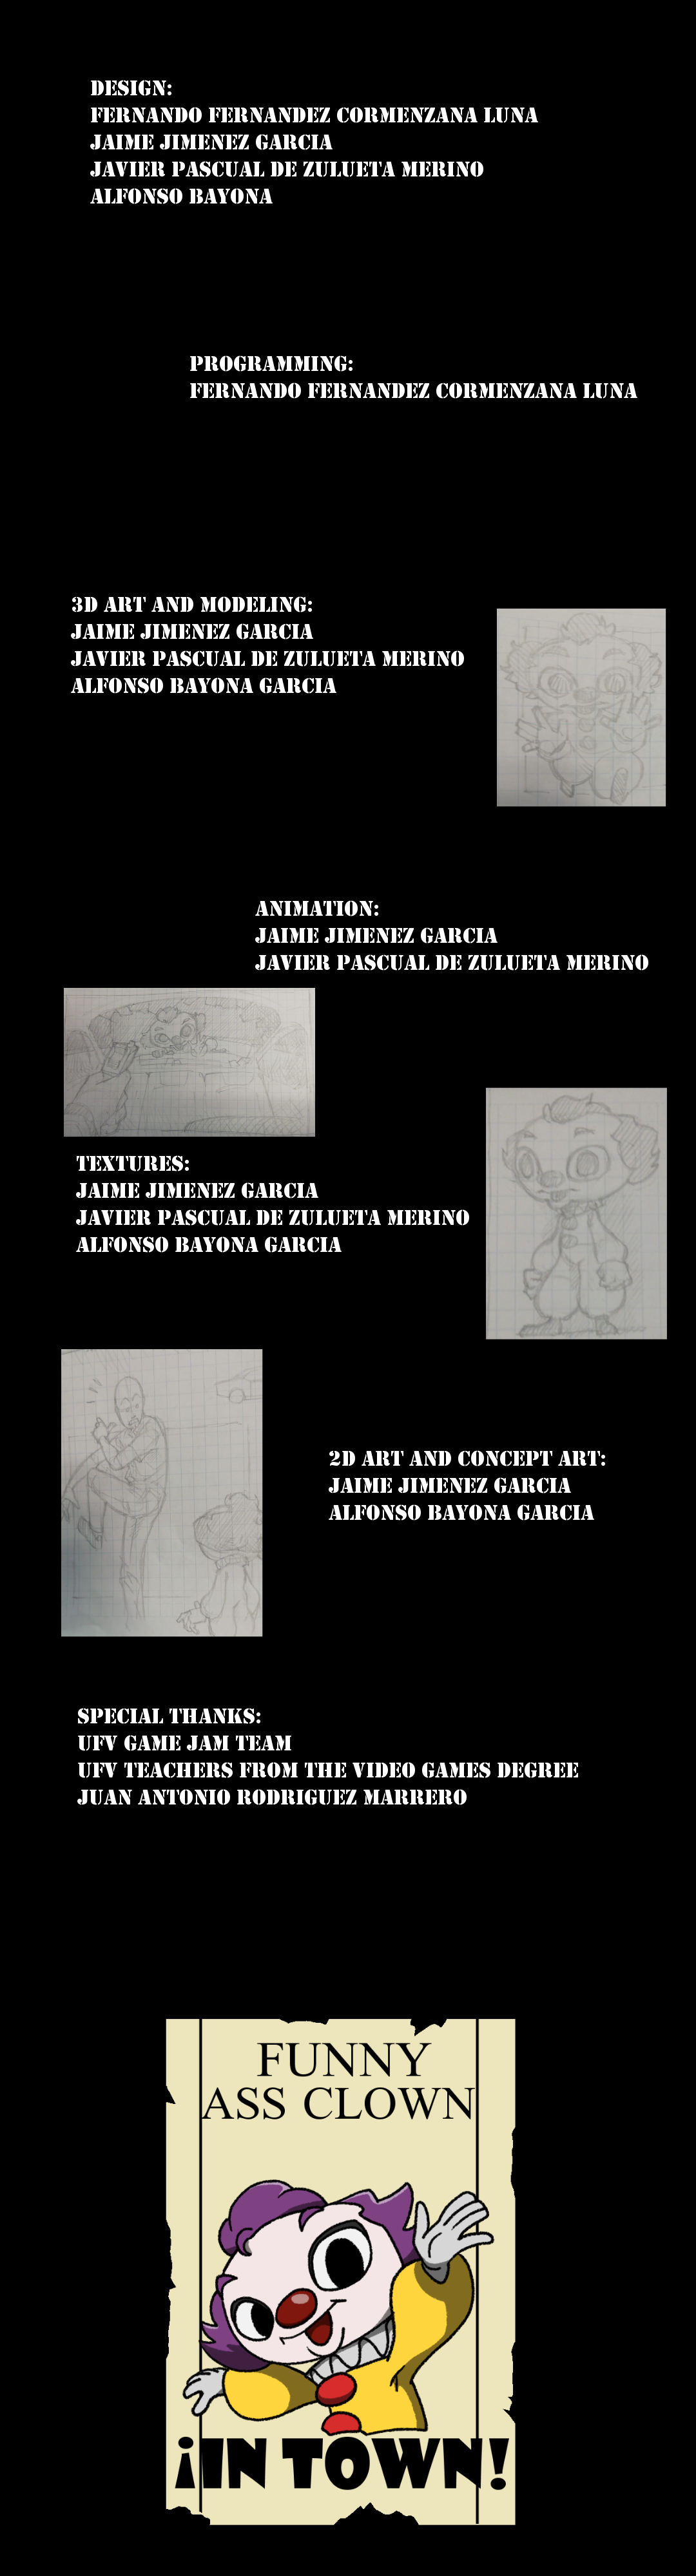 DESIGN:
FERNANDO FERNANDEZ CORMENZANA LUNA
JAIME JIMENEZ GARCIA
JAVIER PASCUAL DE ZULUETA MERINO
ALFONSO BAYONA
PROGRAMMING:
FERNANDO FERNANDEZ CORMENZANA LUNA
3D ART AND MODELING:
JAIME JIMENEZ GARCIA
JAVIER PASCUAL DE ZULUETA MERINO
ALFONSO BAYONA GARCIA
ANIMATION:
JAIME JIMENEZ GARCIA
JAVIER PASCUAL DE ZULUETA MERINO
TEXTURES:
JAIME JIMENEZ GARCIA
JAVIER PASCUAL DE ZULUETA MERINO
ALFONSO BAYONA GARCIA
2D ART AND CONCEPT ART:
JAIME JIMENEZ GARCIA
ALFONSO BAYONA GARCIA
SPECIAL THANKS:
UFV GAME JAM TEAM
UFV TEACHERS FROM THE VIDEO GAMES DEGREE
JUAN ANTONIO RODRIGUEZ MARRERO
FUNNY
ASS CLOWN
¡IN TOWN!